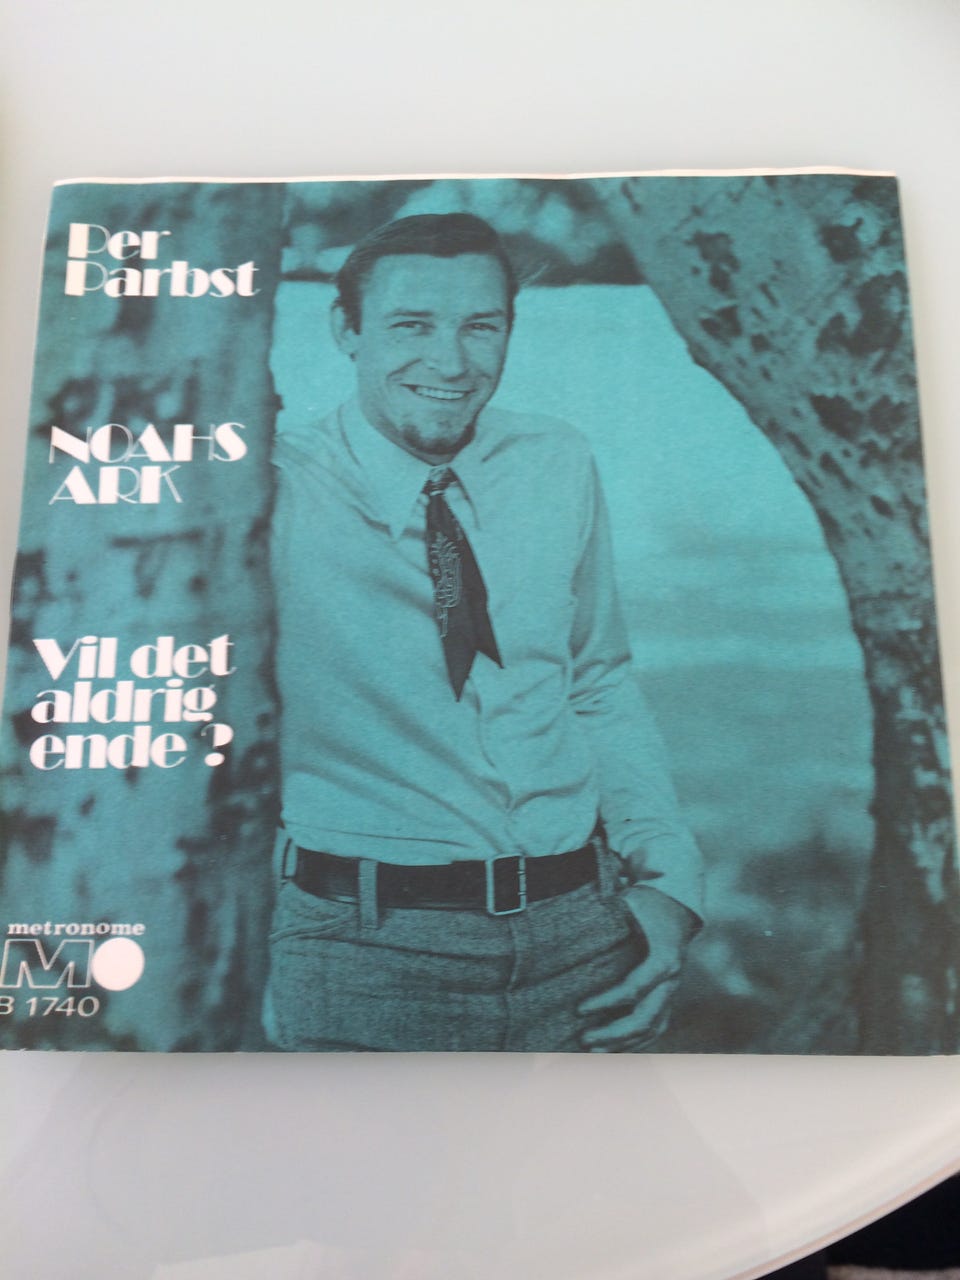 Per
Parbst
NOAHS
ARK
Vil det
aldrig
ende ?
metronome
M
B 1740